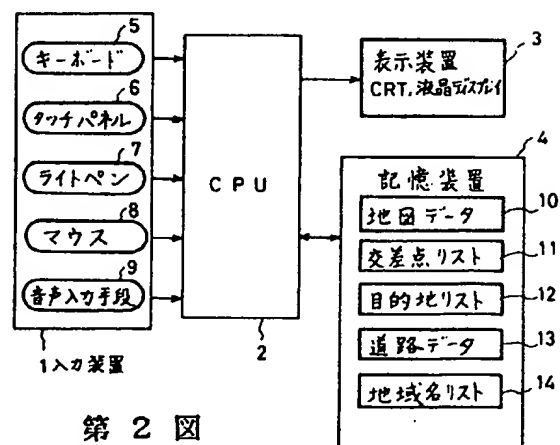 5
キーボード
6
タッチパネル
7
ライトペン
8
マウス
9
音声入力手段
1入力装置
CPU
2
3
表示装置
CRT,液晶ディスプレイ
4
記憶装置
地図データ
10
交差点リスト
11
目的地リスト
12
道路データ
13
地域名リスト
14
第2図